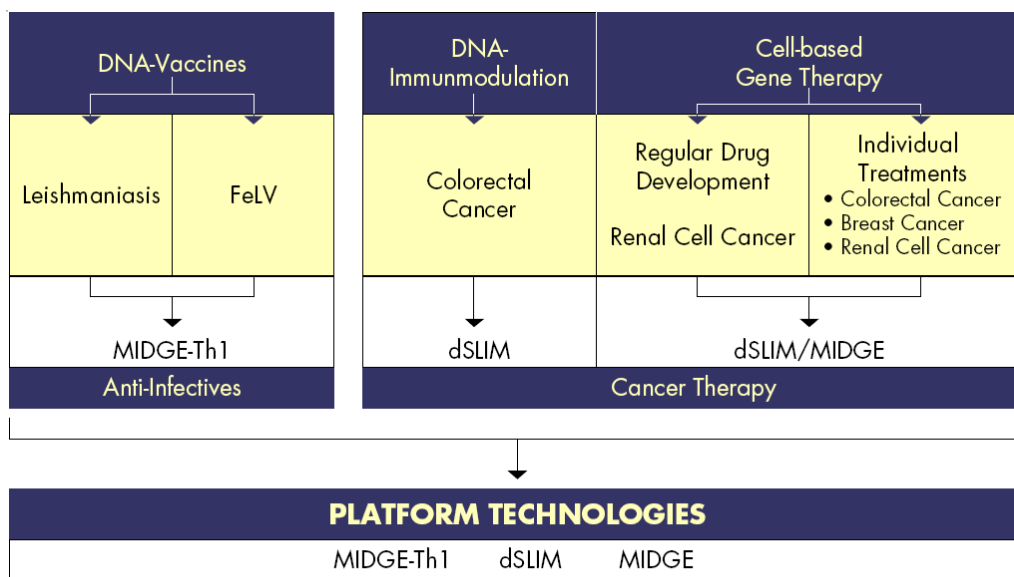 DNA-Vaccines
Leishmaniasis
FeLV
MIDGE-Th1
Anti-Infectives
DNA-
Immunmodulation
Colorectal
Cancer
dSLIM
Cell-based
Gene Therapy
Regular Drug
Development
Renal Cell Cancer
Individual
Treatments
• Colorectal Cancer
• Breast Cancer
• Renal Cell Cancer
dSLIM/MIDGE
Cancer Therapy
PLATFORM TECHNOLOGIES
MIDGE-Th1 dSLIM MIDGE